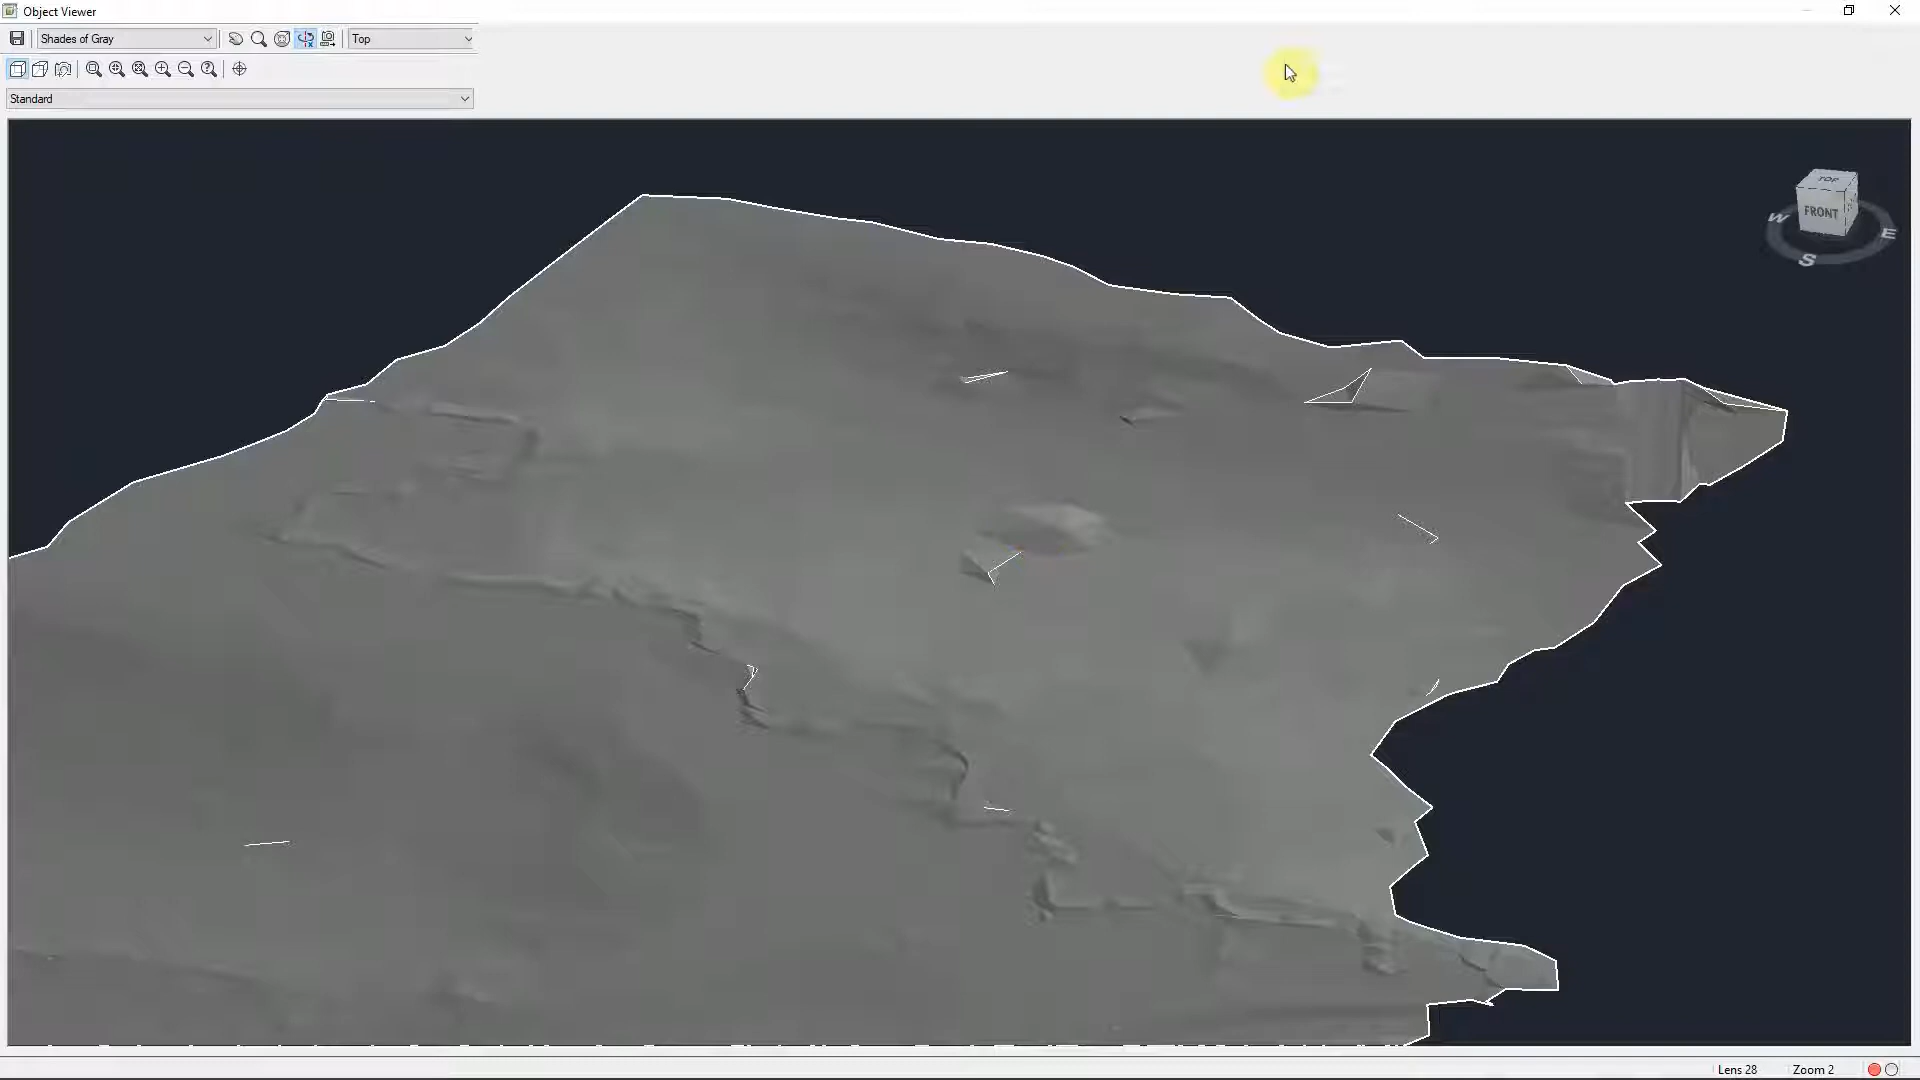 Object Viewer
Shades of Gray
Top
Standard
TOP
FRONT
W
E
S
Lens 28
Zoom 2